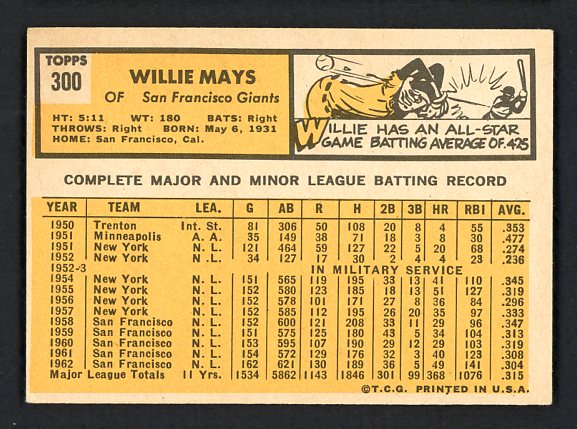 TOPPS
300
WILLIE MAYS
OF San Francisco Giants
HT: 5:11 WT: 180 BATS: Right
THROWS: Right BORN: May 6, 1931
HOME: San Francisco, Cal.
WILLIE HAS AN ALL-STAR
GAME BATTING AVERAGE OF .425
COMPLETE MAJOR AND MINOR LEAGUE BATTING RECORD
YEAR TEAM LEA. G AB R H 2B 3B HR RBI AVG.
1950 Trenton Int. St. 81 306 50 108 20 8 4 55 .353
1951 Minneapolis A. A. 35 149 38 71 18 3 8 30 .477
1951 New York N. L. 121 464 59 127 22 5 20 68 .274
1952 New York N. L. 34 127 17 30 2 4 4 23 .236
1952-3 IN MILITARY SERVICE
1954 New York N. L. 151 565 119 195 33 13 41 110 .345
1955 New York N. L. 152 580 123 185 18 13 51 127 .319
1956 New York N. L. 152 578 101 171 27 8 36 84 .296
1957 New York N. L. 152 585 112 195 26 20 35 97 .333
1958 San Francisco N. L. 152 600 121 208 33 11 29 96 .347
1959 San Francisco N. L. 151 575 125 180 43 5 34 104 .313
1960 San Francisco N. L. 153 595 107 190 29 12 29 103 .319
1961 San Francisco N. L. 154 572 129 176 32 3 40 123 .308
1962 San Francisco N. L. 162 621 130 189 36 5 49 141 .304
Major League Totals 11 Yrs. 1534 5862 1143 1846 301 99 368 1076 .315
©T.C.G. PRINTED IN U.S.A.